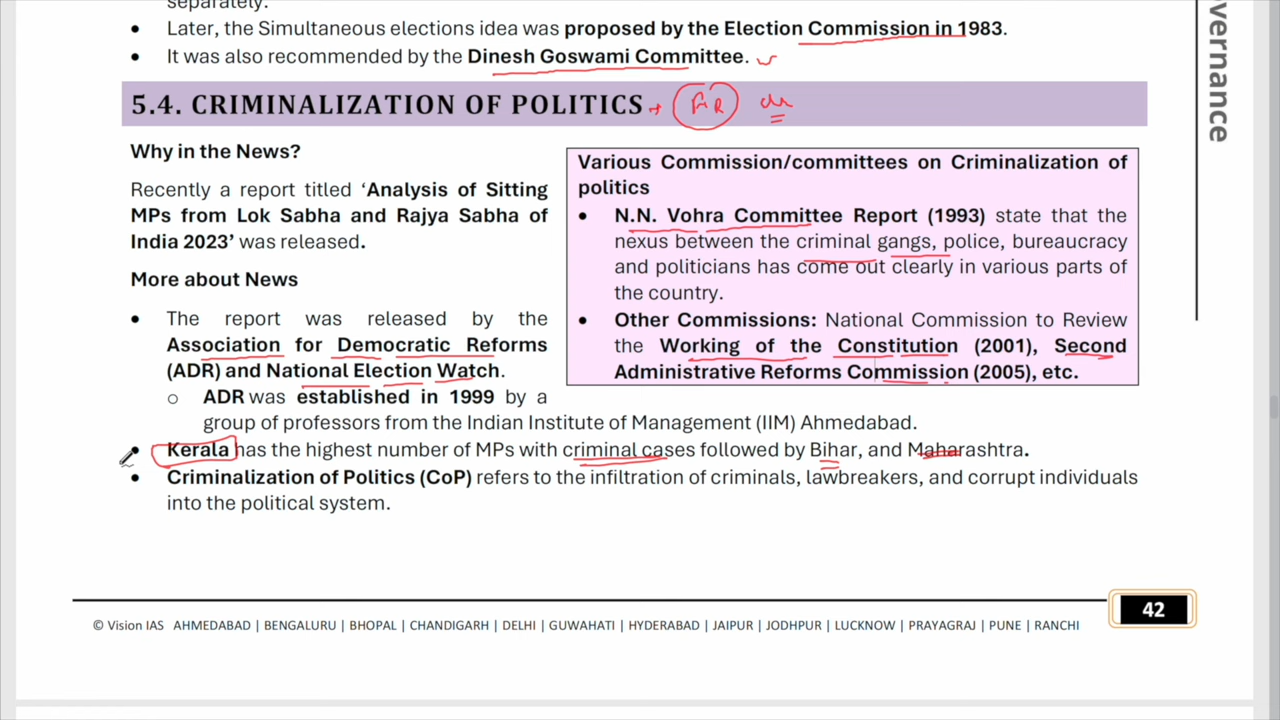 separately.
• Later, the Simultaneous elections idea was proposed by the Election Commission in 1983.
• It was also recommended by the Dinesh Goswami Committee.
5.4. CRIMINALIZATION OF POLITICS
Why in the News?
Recently a report titled ‘Analysis of Sitting
MPs from Lok Sabha and Rajya Sabha of
India 2023’ was released.
More about News
• The report was released by the
Association for Democratic Reforms
(ADR) and National Election Watch.
o ADR was established in 1999 by a
group of professors from the Indian Institute of Management (IIM) Ahmedabad.
• Kerala has the highest number of MPs with criminal cases followed by Bihar, and Maharashtra.
• Criminalization of Politics (CoP) refers to the infiltration of criminals, lawbreakers, and corrupt individuals
into the political system.
Various Commission/committees on Criminalization of
politics
• N.N. Vohra Committee Report (1993) state that the
nexus between the criminal gangs, police, bureaucracy
and politicians has come out clearly in various parts of
the country.
• Other Commissions: National Commission to Review
the Working of the Constitution (2001), Second
Administrative Reforms Commission (2005), etc.
vernance
42
© Vision IAS AHMEDABAD | BENGALURU | BHOPAL | CHANDIGARH | DELHI | GUWAHATI | HYDERABAD | JAIPUR | JODHPUR | LUCKNOW | PRAYAGRAJ | PUNE | RANCHI